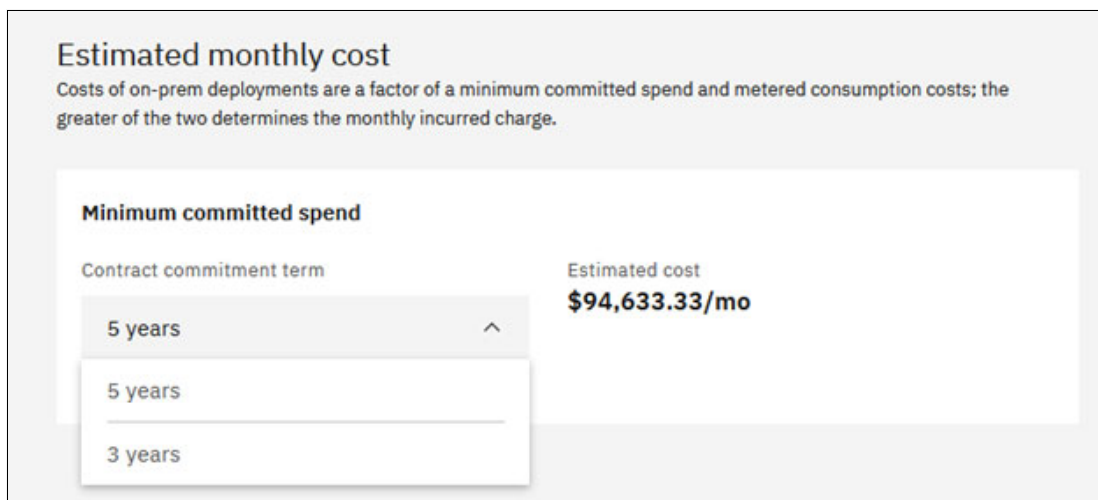 Estimated monthly cost
Costs of on-prem deployments are a factor of a minimum committed spend and metered consumption costs; the
greater of the two determines the monthly incurred charge.
Minimum committed spend
Contract commitment term
5 years
5 years
3 years
Estimated cost
$94,633.33/mo